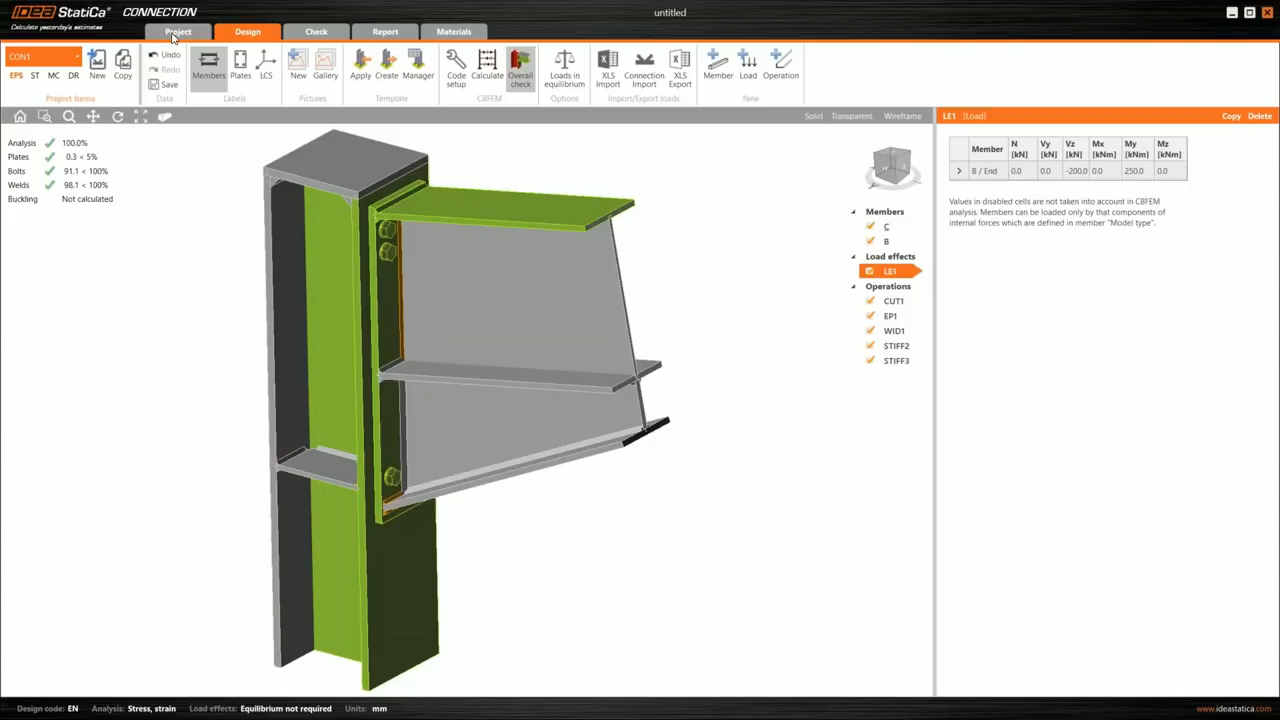 IDEA StatiCa® CONNECTION
Calculate yesterday's estimates
untitled
Project Design Check Report Materials
CON1
EPS ST MC DR
New Copy
Project items
Undo
Redo
Save
Data
Members Plates LCS
Labels
New Gallery
Pictures
Apply Create Manager
Template
Code setup Calculate Overall check
CBFEM
Loads in equilibrium
Options
XLS Import Connection Import XLS Export
Import/Export loads
Member Load Operation
New
Solid Transparent Wireframe
Analysis 100.0%
Plates 0.3 < 5%
Bolts 91.1 < 100%
Welds 98.1 < 100%
Buckling Not calculated
Members
C
B
Load effects
LE1
Operations
CUT1
EP1
WID1
STIFF2
STIFF3
LE1 [Load] Copy Delete
Member N [kN] Vy [kN] Vz [kN] Mx [kNm] My [kNm] Mz [kNm]
B / End 0.0 0.0 -200.0 0.0 250.0 0.0
Values in disabled cells are not taken into account in CBFEM
analysis. Members can be loaded only by that components of
internal forces which are defined in member "Model type".
Design code: EN Analysis: Stress, strain Load effects: Equilibrium not required Units: mm
www.ideastatica.com